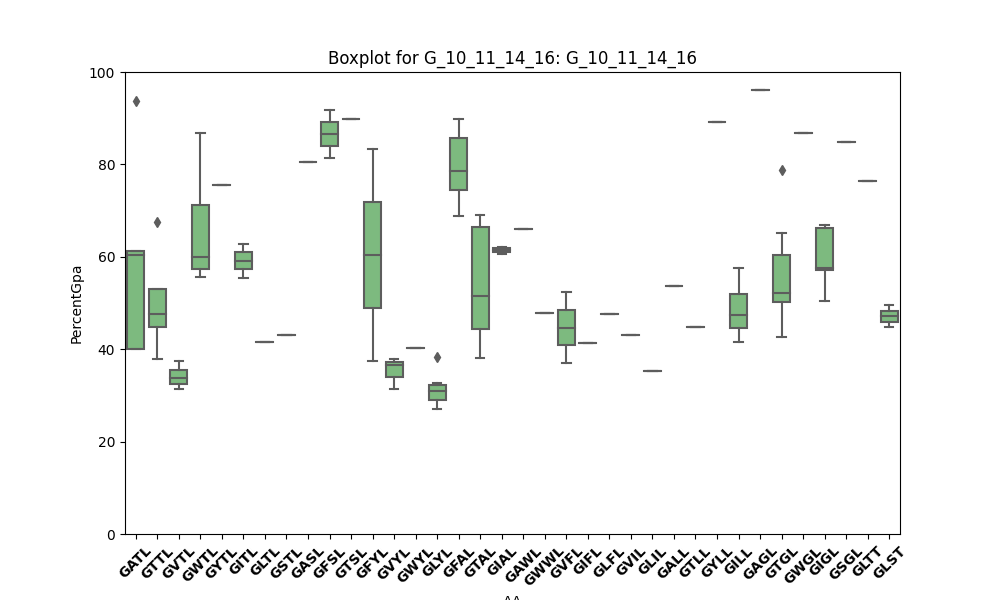 Boxplot for G_10_11_14_16: G_10_11_14_16
100
80
60
40
20
0
PercentGpa
GATL GTTL GVTL GWTL GYTL GITL GLTL GSTL GASL GFSL GTSL GFYL GVYL GWYL GLYL GFAL GTAL GIAL GAWL GWWL GVFL GIFL GLFL GVIL GLIL GALL GTLL GYLL GILL GAGL GTGL GWGL GIGL GSGL GLTT GLST
AA